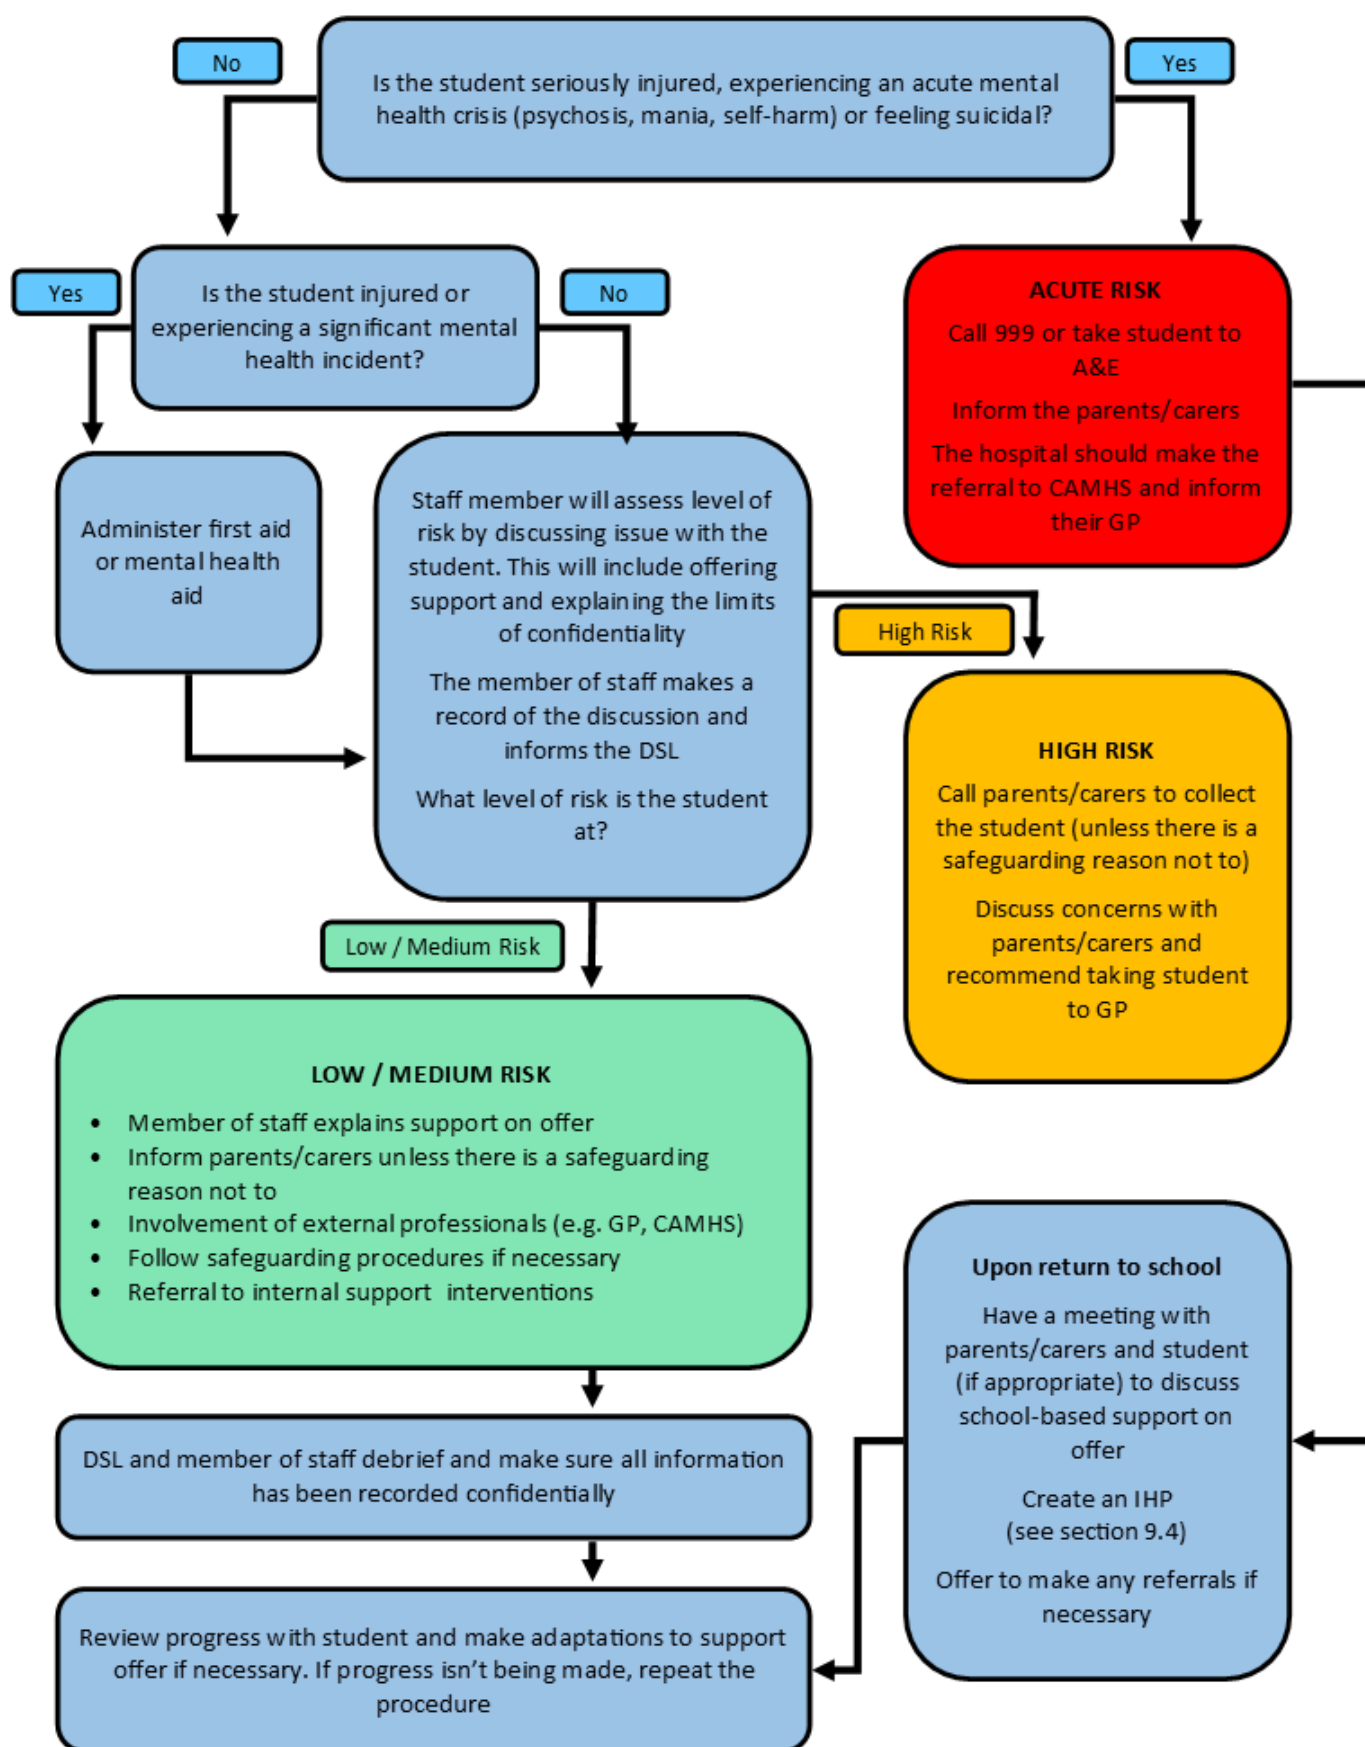 No
Is the student seriously injured, experiencing an acute mental
health crisis (psychosis, mania, self-harm) or feeling suicidal?
Yes
Yes
Is the student injured or
experiencing a significant mental
health incident?
No
ACUTE RISK
Call 999 or take student to
A&E
Inform the parents/carers
The hospital should make the
referral to CAMHS and inform
their GP
Administer first aid
or mental health
aid
Staff member will assess level of
risk by discussing issue with the
student. This will include offering
support and explaining the limits
of confidentiality
The member of staff makes a
record of the discussion and
informs the DSL
What level of risk is the student
at?
High Risk
HIGH RISK
Call parents/carers to collect
the student (unless there is a
safeguarding reason not to)
Discuss concerns with
parents/carers and
recommend taking student
to GP
Low / Medium Risk
LOW / MEDIUM RISK
• Member of staff explains support on offer
• Inform parents/carers unless there is a safeguarding
reason not to
• Involvement of external professionals (e.g. GP, CAMHS)
• Follow safeguarding procedures if necessary
• Referral to internal support interventions
Upon return to school
Have a meeting with
parents/carers and student
(if appropriate) to discuss
school-based support on
offer
Create an IHP
(see section 9.4)
Offer to make any referrals if
necessary
DSL and member of staff debrief and make sure all information
has been recorded confidentially
Review progress with student and make adaptations to support
offer if necessary. If progress isn't being made, repeat the
procedure